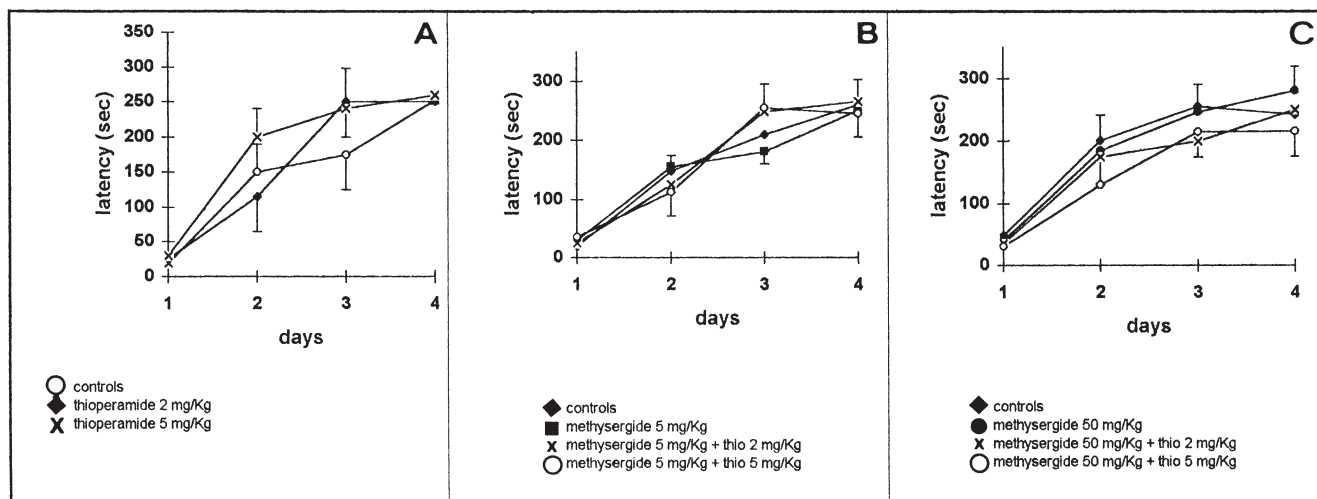 A
350
300
250
200
150
100
50
0
latency (sec)
1 2 3 4
days
controls
thioperamide 2 mg/Kg
thioperamide 5 mg/Kg
B
300
200
100
0
latency (sec)
1 2 3 4
days
controls
methysergide 5 mg/Kg
methysergide 5 mg/Kg + thio 2 mg/Kg
methysergide 5 mg/Kg + thio 5 mg/Kg
C
300
200
100
0
latency (sec)
1 2 3 4
days
controls
methysergide 50 mg/Kg
methysergide 50 mg/Kg + thio 2 mg/Kg
methysergide 50 mg/Kg + thio 5 mg/Kg